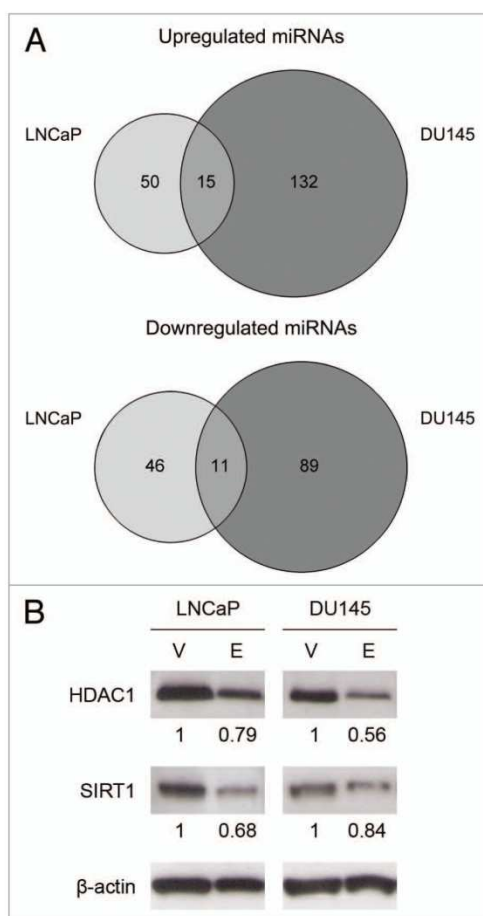 A
Upregulated miRNAs
LNCaP
DU145
50 15 132
Downregulated miRNAs
LNCaP
DU145
46 11 89
B
LNCaP DU145
V E V E
HDAC1
1 0.79 1 0.56
SIRT1
1 0.68 1 0.84
β-actin